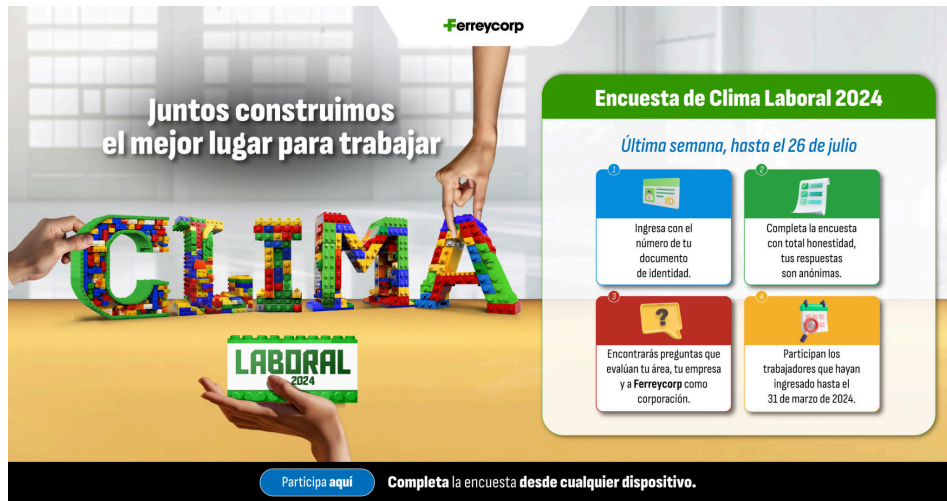 Ferreycorp
Juntos construimos
el mejor lugar para trabajar
CLIMA
LABORAL
2024
Encuesta de Clima Laboral 2024
Última semana, hasta el 26 de julio
1
ID
Ingresa con el
número de tu
documento
de identidad.
2
Completa la encuesta
con total honestidad,
tus respuestas
son anónimas.
3
?
Encontrarás preguntas que
evalúan tu área, tu empresa
y a Ferreycorp como
corporación.
4
Participan los
trabajadores que hayan
ingresado hasta el
31 de marzo de 2024.
Participa aquí
Completa la encuesta desde cualquier dispositivo.